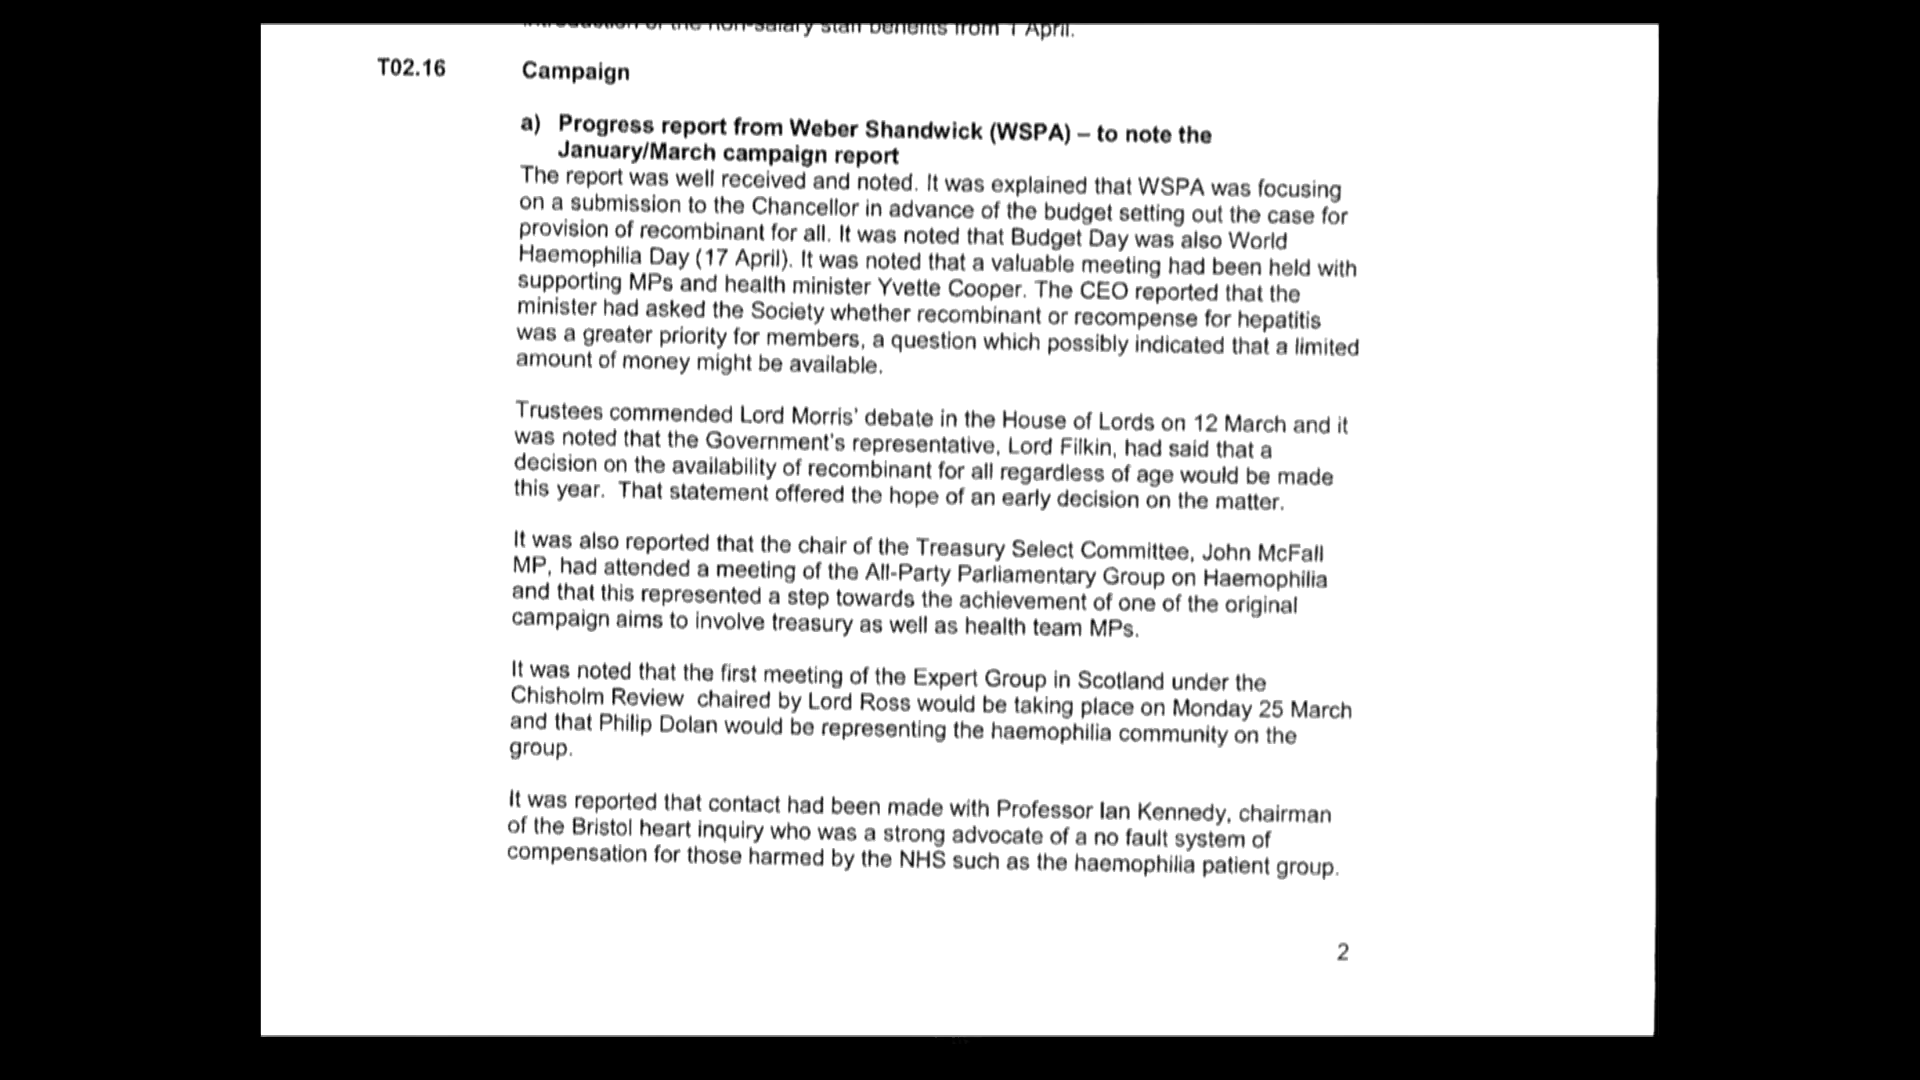 introduction of the non-salary staff benefits from 1 April.
T02.16 Campaign
a) Progress report from Weber Shandwick (WSPA) – to note the
January/March campaign report
The report was well received and noted. It was explained that WSPA was focusing
on a submission to the Chancellor in advance of the budget setting out the case for
provision of recombinant for all. It was noted that Budget Day was also World
Haemophilia Day (17 April). It was noted that a valuable meeting had been held with
supporting MPs and health minister Yvette Cooper. The CEO reported that the
minister had asked the Society whether recombinant or recompense for hepatitis
was a greater priority for members, a question which possibly indicated that a limited
amount of money might be available.
Trustees commended Lord Morris' debate in the House of Lords on 12 March and it
was noted that the Government's representative, Lord Filkin, had said that a
decision on the availability of recombinant for all regardless of age would be made
this year. That statement offered the hope of an early decision on the matter.
It was also reported that the chair of the Treasury Select Committee, John McFall
MP, had attended a meeting of the All-Party Parliamentary Group on Haemophilia
and that this represented a step towards the achievement of one of the original
campaign aims to involve treasury as well as health team MPs.
It was noted that the first meeting of the Expert Group in Scotland under the
Chisholm Review chaired by Lord Ross would be taking place on Monday 25 March
and that Philip Dolan would be representing the haemophilia community on the
group.
It was reported that contact had been made with Professor Ian Kennedy, chairman
of the Bristol heart inquiry who was a strong advocate of a no fault system of
compensation for those harmed by the NHS such as the haemophilia patient group.
2